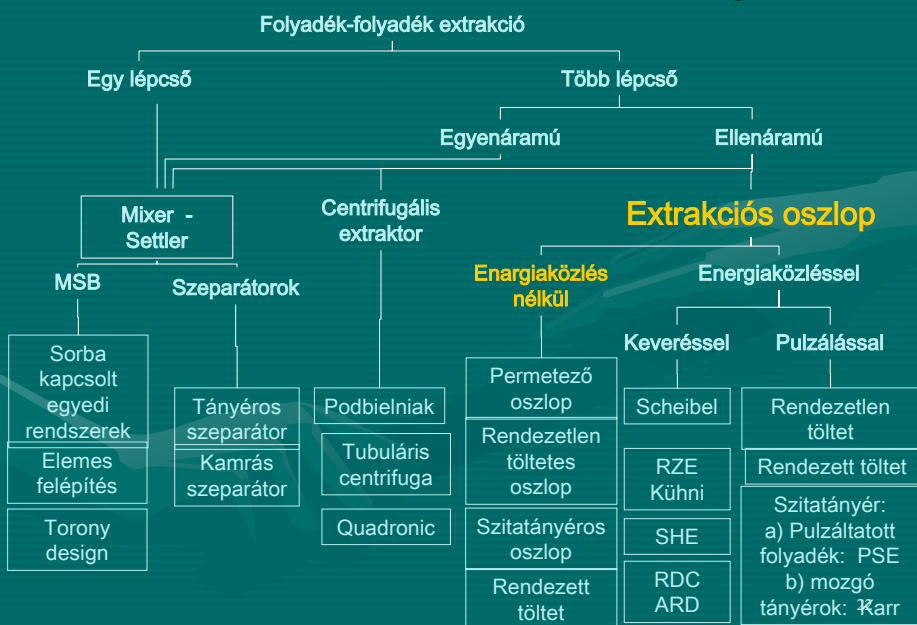 Folyadék-folyadék extrakció
Egy lépcső
Több lépcső
Egyenáramú
Ellenáramú
Mixer -
Settler
Centrifugális
extraktor
Extrakciós oszlop
MSB
Szeparátorok
Enargiaközlés
nélkül
Energiaközléssel
Keveréssel
Pulzálással
Sorba
kapcsolt
egyedi
rendszerek
Elemes
felépítés
Torony
design
Tányéros
szeparátor
Kamrás
szeparátor
Podbielniak
Tubuláris
centrifuga
Quadronic
Permetező
oszlop
Rendezetlen
töltetes
oszlop
Szitatányéros
oszlop
Rendezett
töltet
Scheibel
RZE
Kühni
SHE
RDC
ARD
Rendezetlen
töltet
Rendezett töltet
Szitatányér:
a) Pulzáltatott
folyadék: PSE
b) mozgó
tányérok: Karr
22